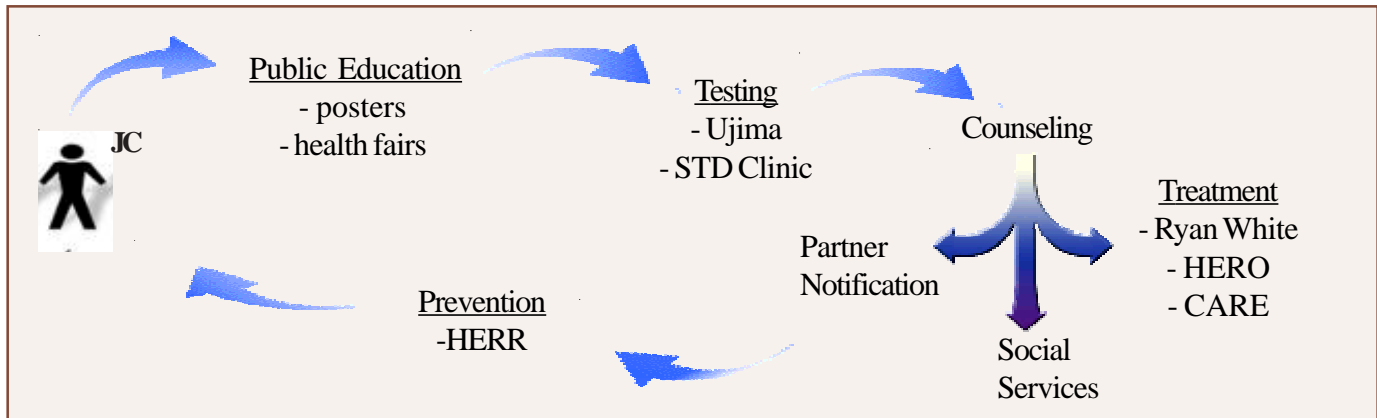 JC
Public Education
- posters
- health fairs
Testing
- Ujima
- STD Clinic
Counseling
Partner
Notification
Social
Services
Treatment
- Ryan White
- HERO
- CARE
Prevention
-HERR